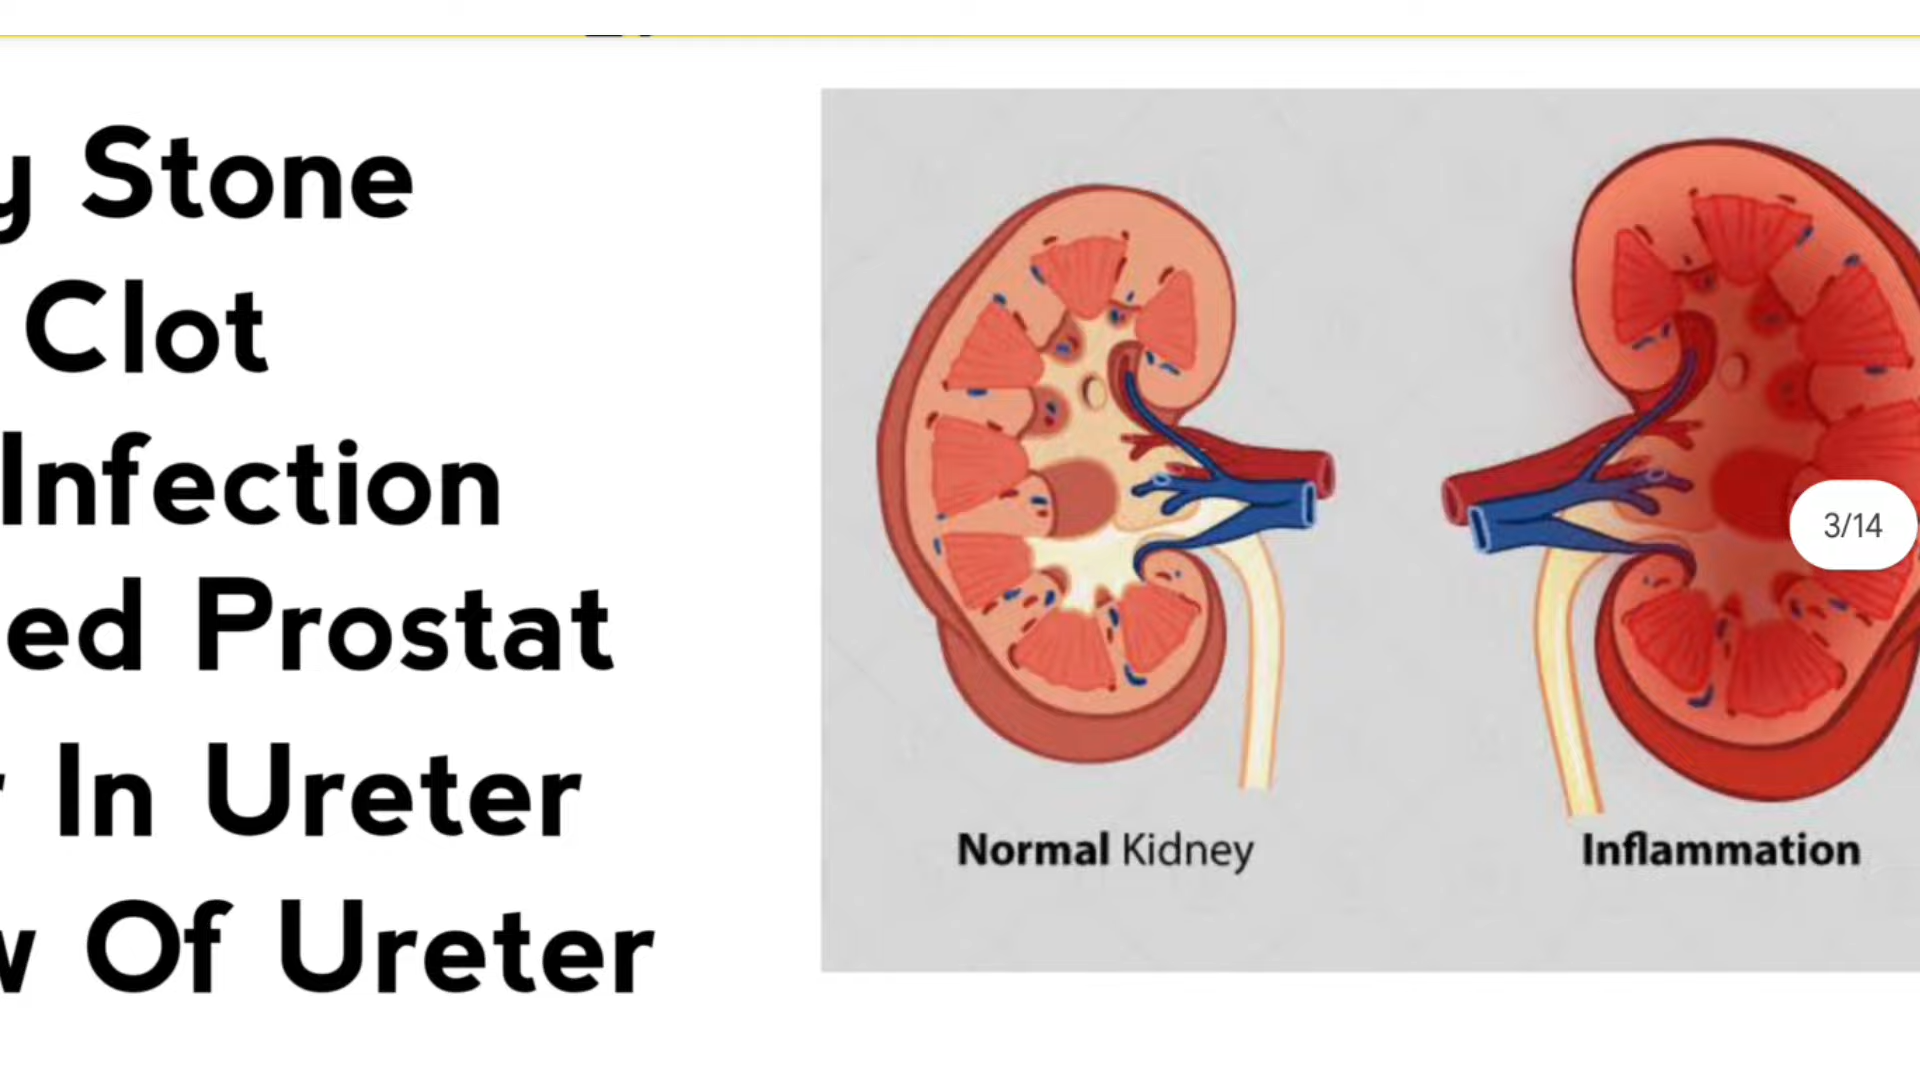 y Stone
Clot
Infection
ed Prostat
r In Ureter
w Of Ureter
Normal Kidney
Inflammation
3/14